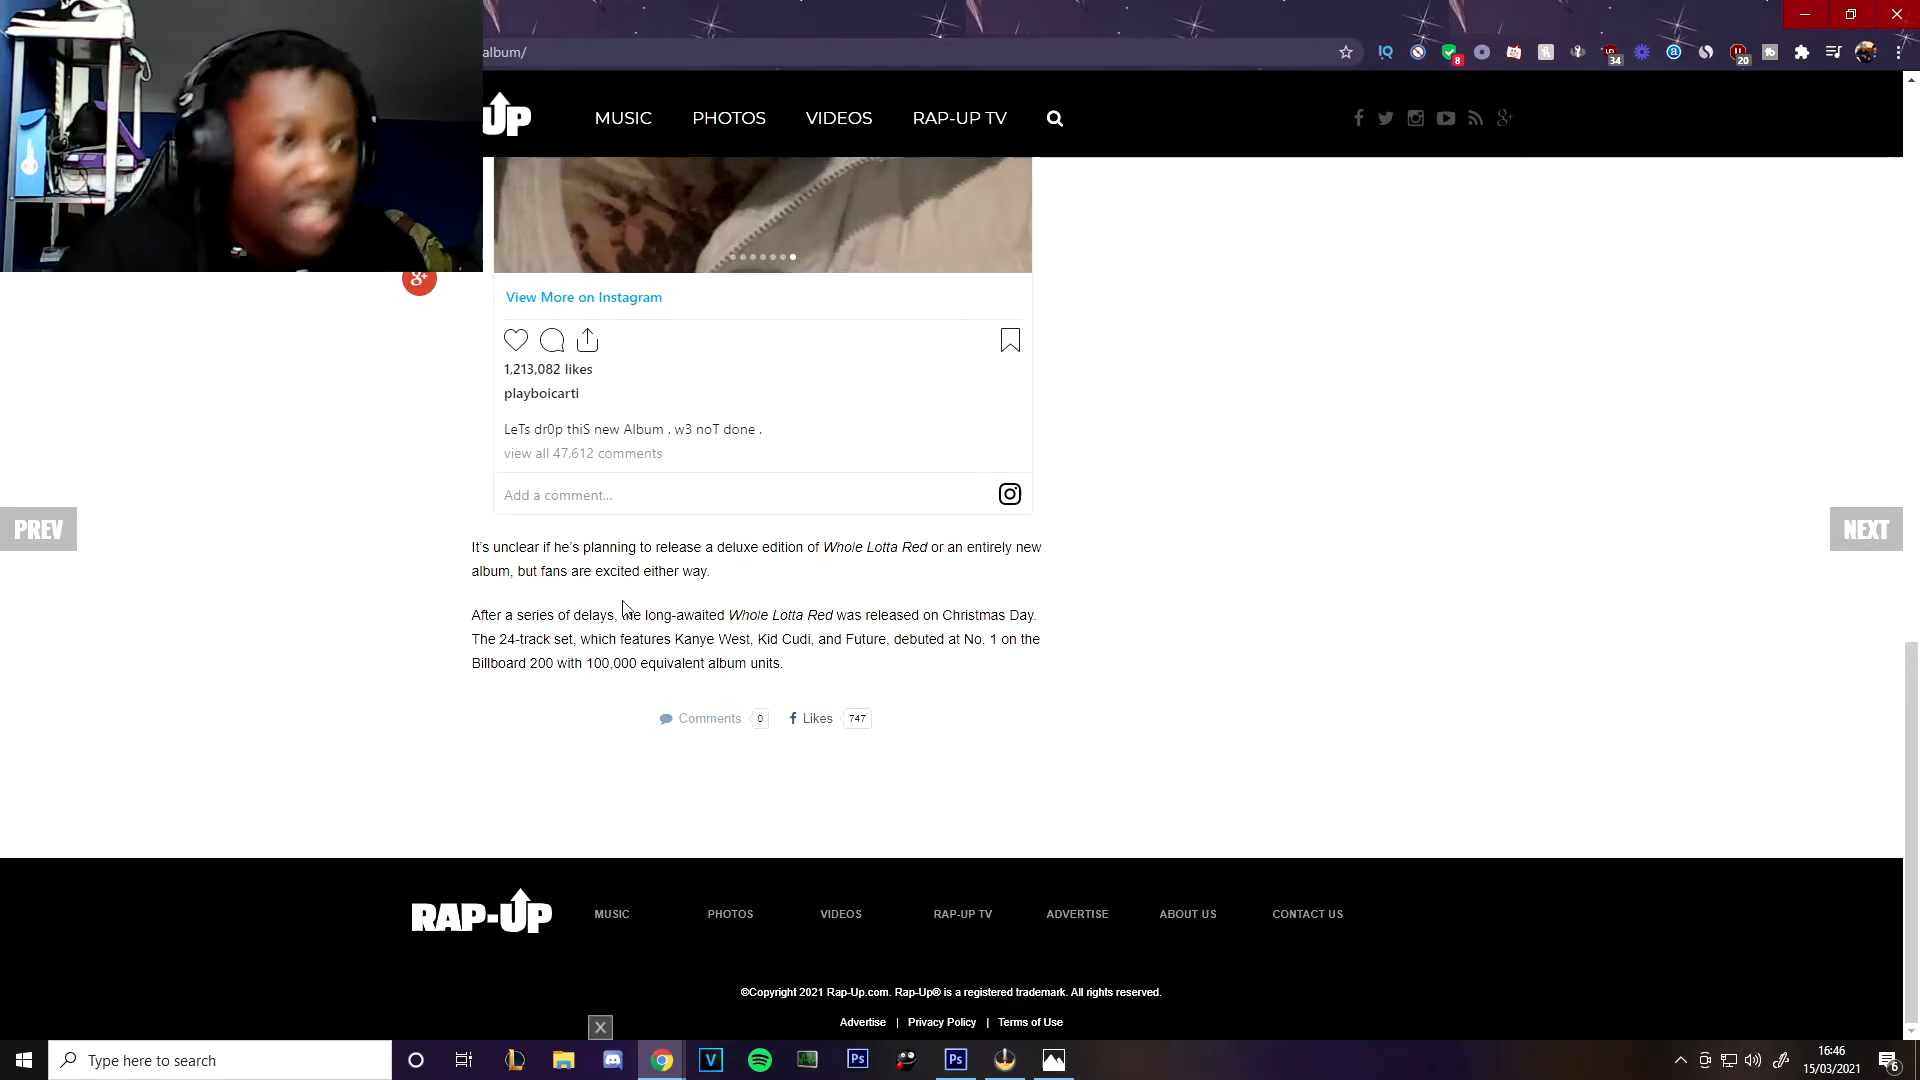 album/
8
34
20
UP
MUSIC PHOTOS VIDEOS RAP-UP TV
View More on Instagram
1,213,082 likes
playboicarti
LeTs dr0p thiS new Album . w3 noT done .
view all 47,612 comments
Add a comment...
PREV
NEXT
It's unclear if he's planning to release a deluxe edition of Whole Lotta Red or an entirely new
album, but fans are excited either way.
After a series of delays, the long-awaited Whole Lotta Red was released on Christmas Day.
The 24-track set, which features Kanye West, Kid Cudi, and Future, debuted at No. 1 on the
Billboard 200 with 100,000 equivalent album units.
Comments 0 Likes 747
RAP-UP MUSIC PHOTOS VIDEOS RAP-UP TV ADVERTISE ABOUT US CONTACT US
©Copyright 2021 Rap-Up.com. Rap-Up® is a registered trademark. All rights reserved.
Advertise | Privacy Policy | Terms of Use
Type here to search
16:46
15/03/2021
6